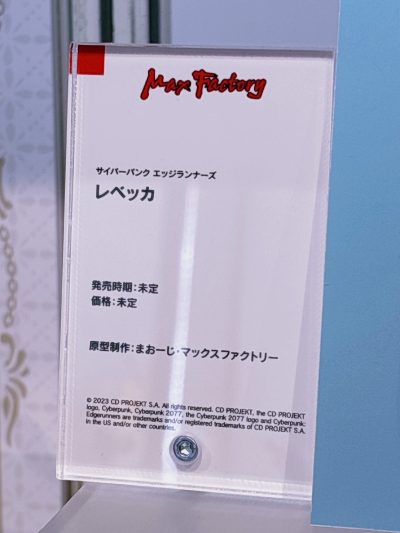 Max Factory
サイバーパンク エッジランナーズ
レベッカ
発売時期：未定
価格：未定
原型制作：まおーじ・マックスファクトリー
© 2023 CD PROJEKT S.A. All rights reserved. CD PROJEKT, the CD PROJEKT
logo, Cyberpunk, Cyberpunk 2077, the Cyberpunk 2077 logo and Cyberpunk:
Edgerunners are trademarks and/or registered trademarks of CD PROJEKT S.A.
in the US and/or other countries.